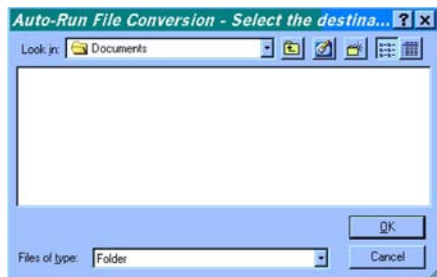 Auto-Run File Conversion - Select the destina...
Look in: Documents
OK
Files of type: Folder
Cancel